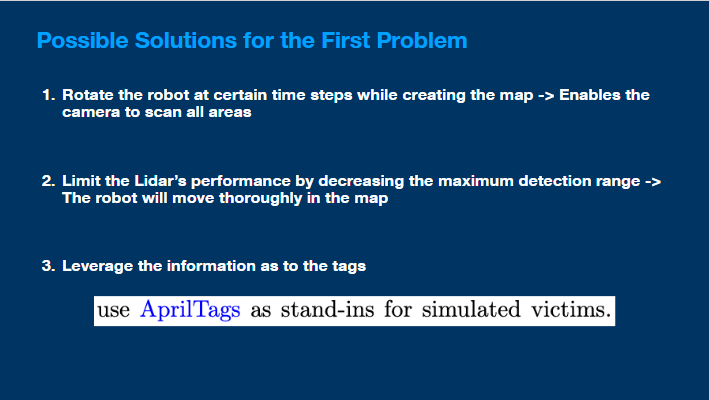 Possible Solutions for the First Problem
1. Rotate the robot at certain time steps while creating the map -> Enables the
camera to scan all areas
2. Limit the Lidar's performance by decreasing the maximum detection range ->
The robot will move thoroughly in the map
3. Leverage the information as to the tags
use AprilTags as stand-ins for simulated victims.